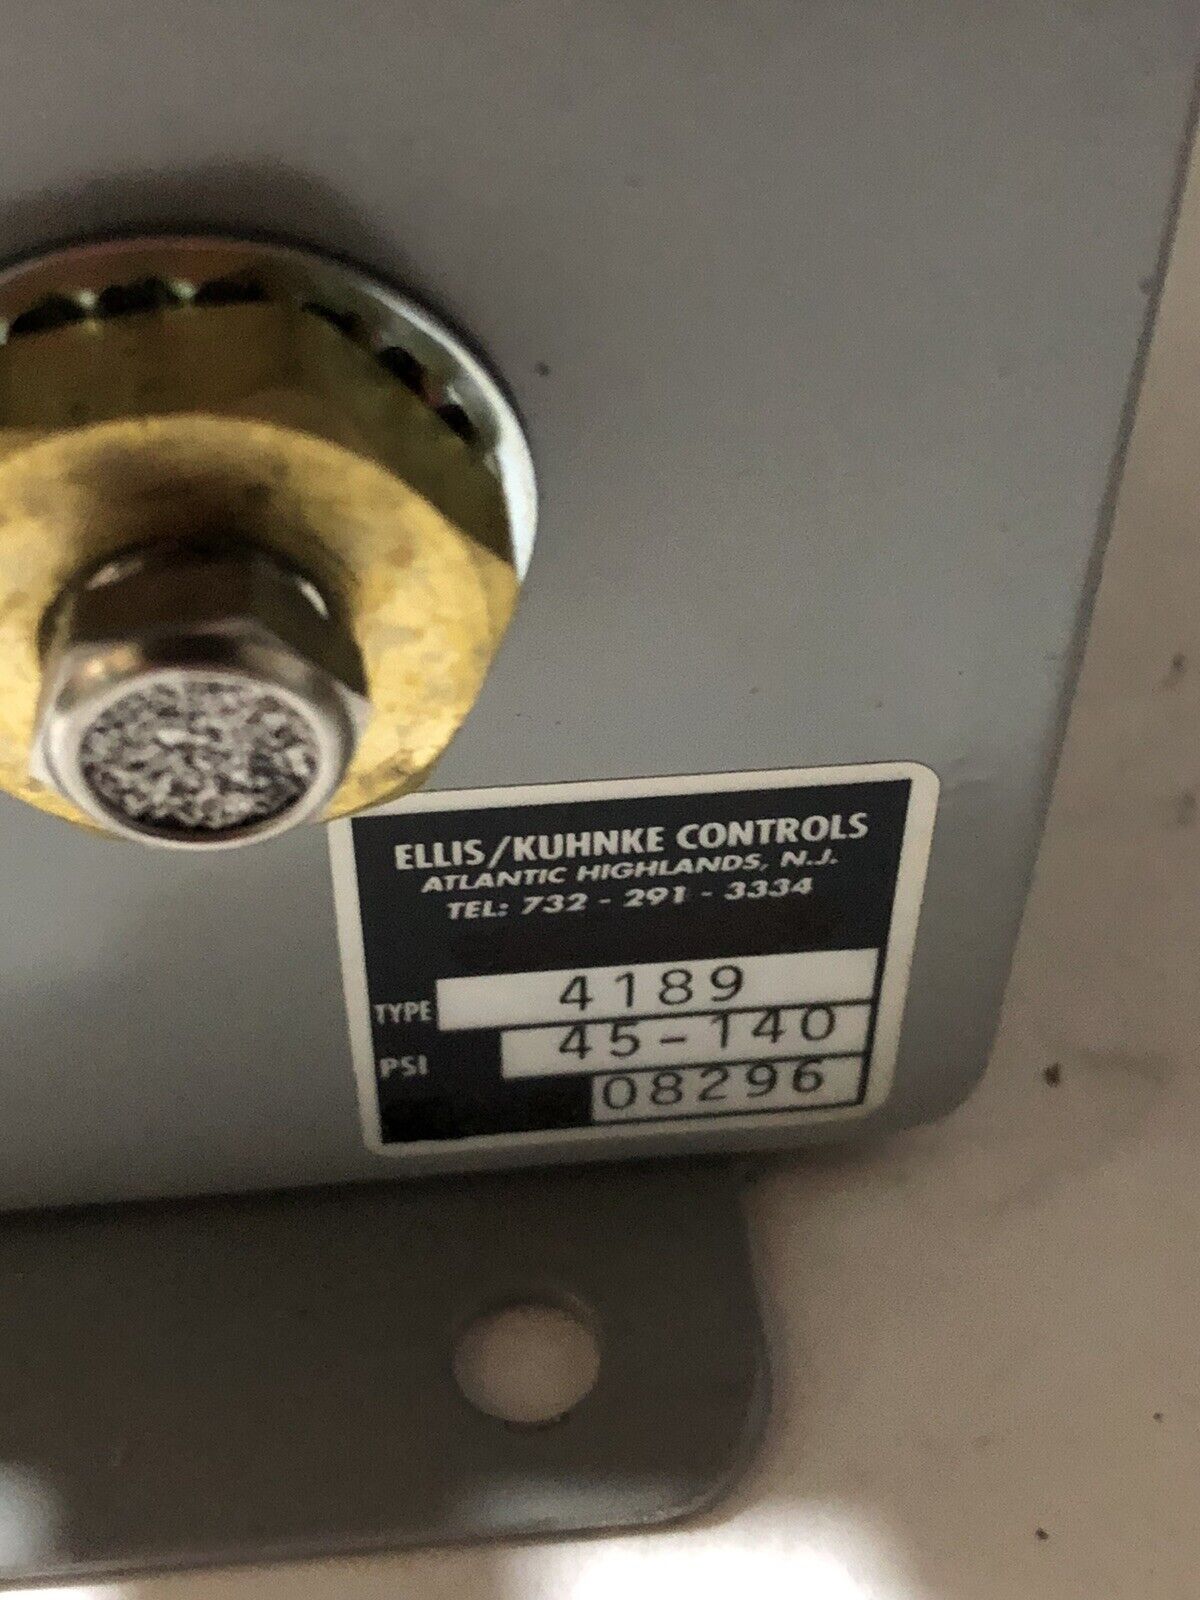 ELLIS/KUHNKE CONTROLS
ATLANTIC HIGHLANDS, N.J.
TEL: 732 - 291 - 3334
TYPE 4189
PSI 45-140
08296